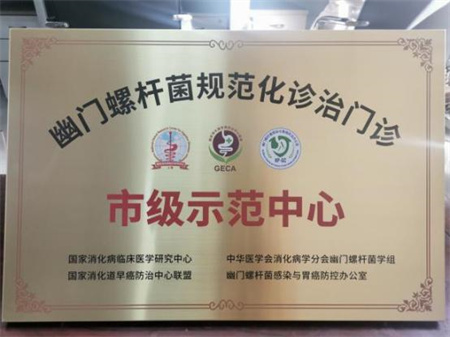 幽门螺杆菌规范化诊治门诊
GECA
市级示范中心
国家消化病临床医学研究中心
国家消化道早癌防治中心联盟
中华医学会消化病学分会幽门螺杆菌学组
幽门螺杆菌感染与胃癌防控办公室